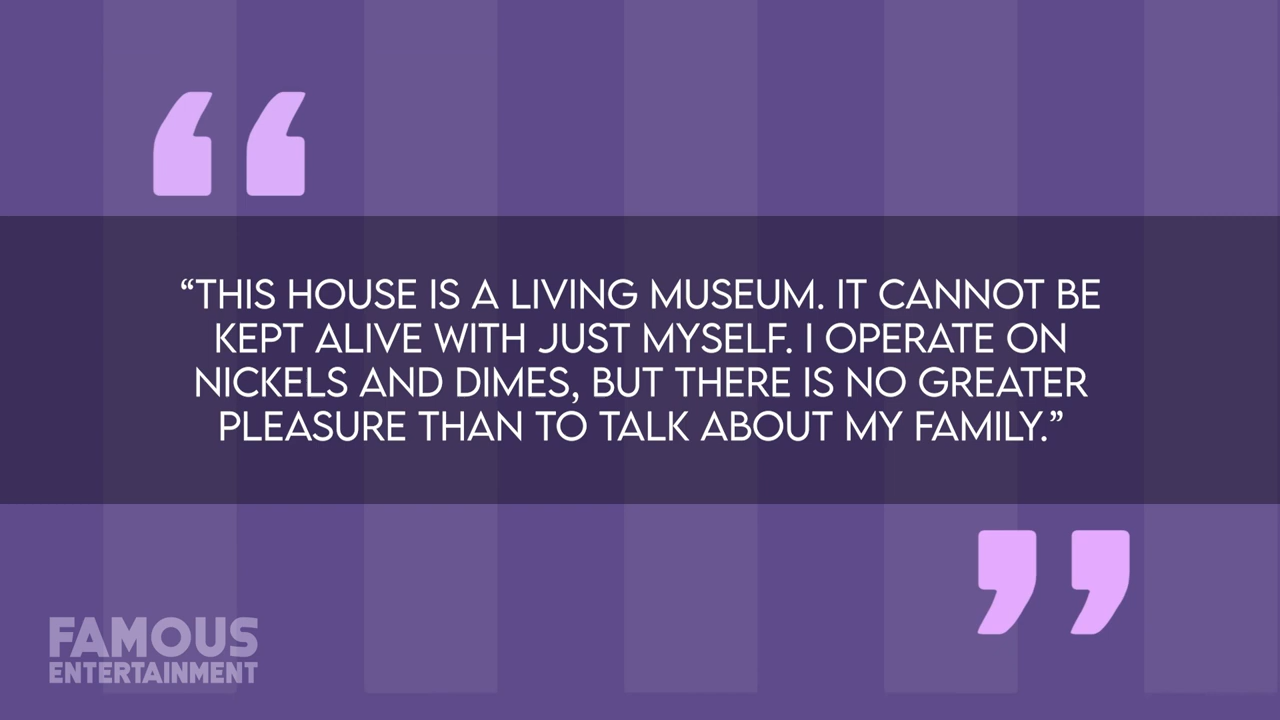 “THIS HOUSE IS A LIVING MUSEUM. IT CANNOT BE
KEPT ALIVE WITH JUST MYSELF. I OPERATE ON
NICKELS AND DIMES, BUT THERE IS NO GREATER
PLEASURE THAN TO TALK ABOUT MY FAMILY.”
FAMOUS
ENTERTAINMENT